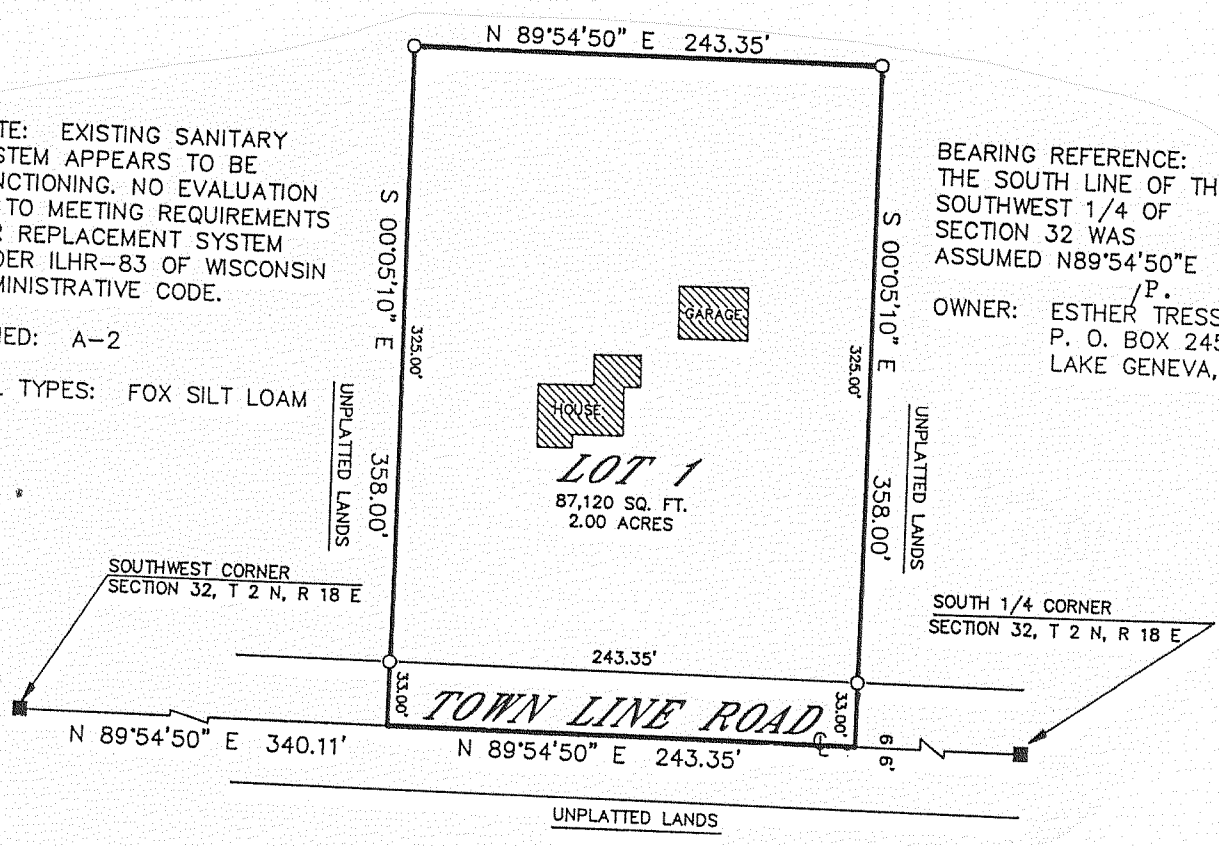 N 89°54'50" E 243.35'
TE: EXISTING SANITARY
STEM APPEARS TO BE
NCTIONING. NO EVALUATION
TO MEETING REQUIREMENTS
R REPLACEMENT SYSTEM
DER ILHR-83 OF WISCONSIN
MINISTRATIVE CODE.
NED: A-2
L TYPES: FOX SILT LOAM
BEARING REFERENCE:
THE SOUTH LINE OF TH
SOUTHWEST 1/4 OF
SECTION 32 WAS
ASSUMED N89°54'50"E
P.
OWNER: ESTHER TRESS
P. O. BOX 245
LAKE GENEVA,
S 00°05'10" E
325.00'
358.00'
UNPLATTED LANDS
GARAGE
HOUSE
LOT 1
87,120 SQ. FT.
2.00 ACRES
S 00°05'10" E
325.00'
358.00'
UNPLATTED LANDS
SOUTHWEST CORNER
SECTION 32, T 2 N, R 18 E
SOUTH 1/4 CORNER
SECTION 32, T 2 N, R 18 E
243.35'
33.00'
TOWN LINE ROAD
33.00'
66'
N 89°54'50" E 340.11'
N 89°54'50" E 243.35'
UNPLATTED LANDS